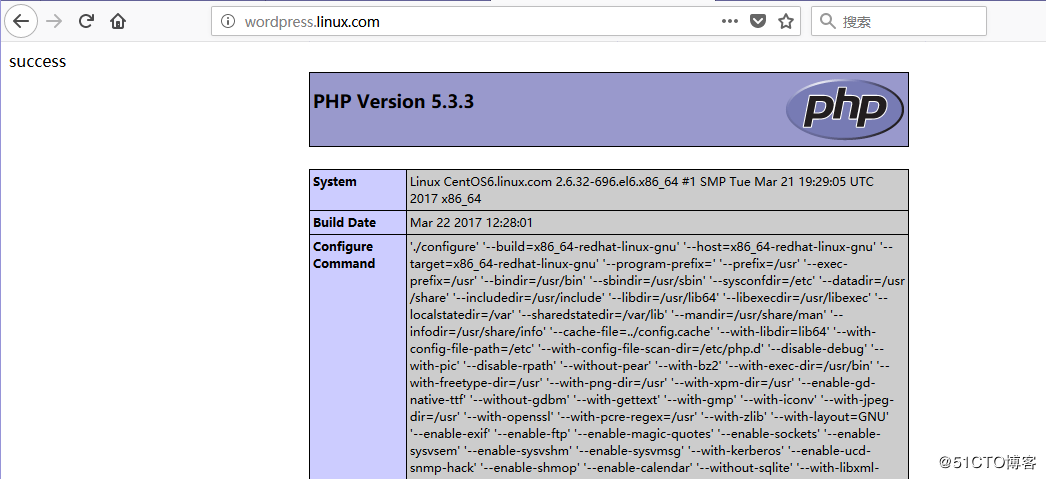 wordpress.linux.com
搜索
success
PHP Version 5.3.3
php
System
Linux CentOS6.linux.com 2.6.32-696.el6.x86_64 #1 SMP Tue Mar 21 19:29:05 UTC
2017 x86_64
Build Date
Mar 22 2017 12:28:01
Configure
Command
'./configure' '--build=x86_64-redhat-linux-gnu' '--host=x86_64-redhat-linux-gnu' '--
target=x86_64-redhat-linux-gnu' '--program-prefix=' '--prefix=/usr' '--exec-
prefix=/usr' '--bindir=/usr/bin' '--sbindir=/usr/sbin' '--sysconfdir=/etc' '--datadir=/usr
/share' '--includedir=/usr/include' '--libdir=/usr/lib64' '--libexecdir=/usr/libexec' '--
localstatedir=/var' '--sharedstatedir=/var/lib' '--mandir=/usr/share/man' '--
infodir=/usr/share/info' '--cache-file=../config.cache' '--with-libdir=lib64' '--with-
config-file-path=/etc' '--with-config-file-scan-dir=/etc/php.d' '--disable-debug' '--
with-pic' '--disable-rpath' '--without-pear' '--with-bz2' '--with-exec-dir=/usr/bin' '--
with-freetype-dir=/usr' '--with-png-dir=/usr' '--with-xpm-dir=/usr' '--enable-gd-
native-ttf' '--without-gdbm' '--with-gettext' '--with-gmp' '--with-iconv' '--with-jpeg-
dir=/usr' '--with-openssl' '--with-pcre-regex=/usr' '--with-zlib' '--with-layout=GNU'
'--enable-exif' '--enable-ftp' '--enable-magic-quotes' '--enable-sockets' '--enable-
sysvsem' '--enable-sysvshm' '--enable-sysvmsg' '--with-kerberos' '--enable-ucd-
snmp-hack' '--enable-shmop' '--enable-calendar' '--without-sqlite' '--with-libxml-
@51CTO博客